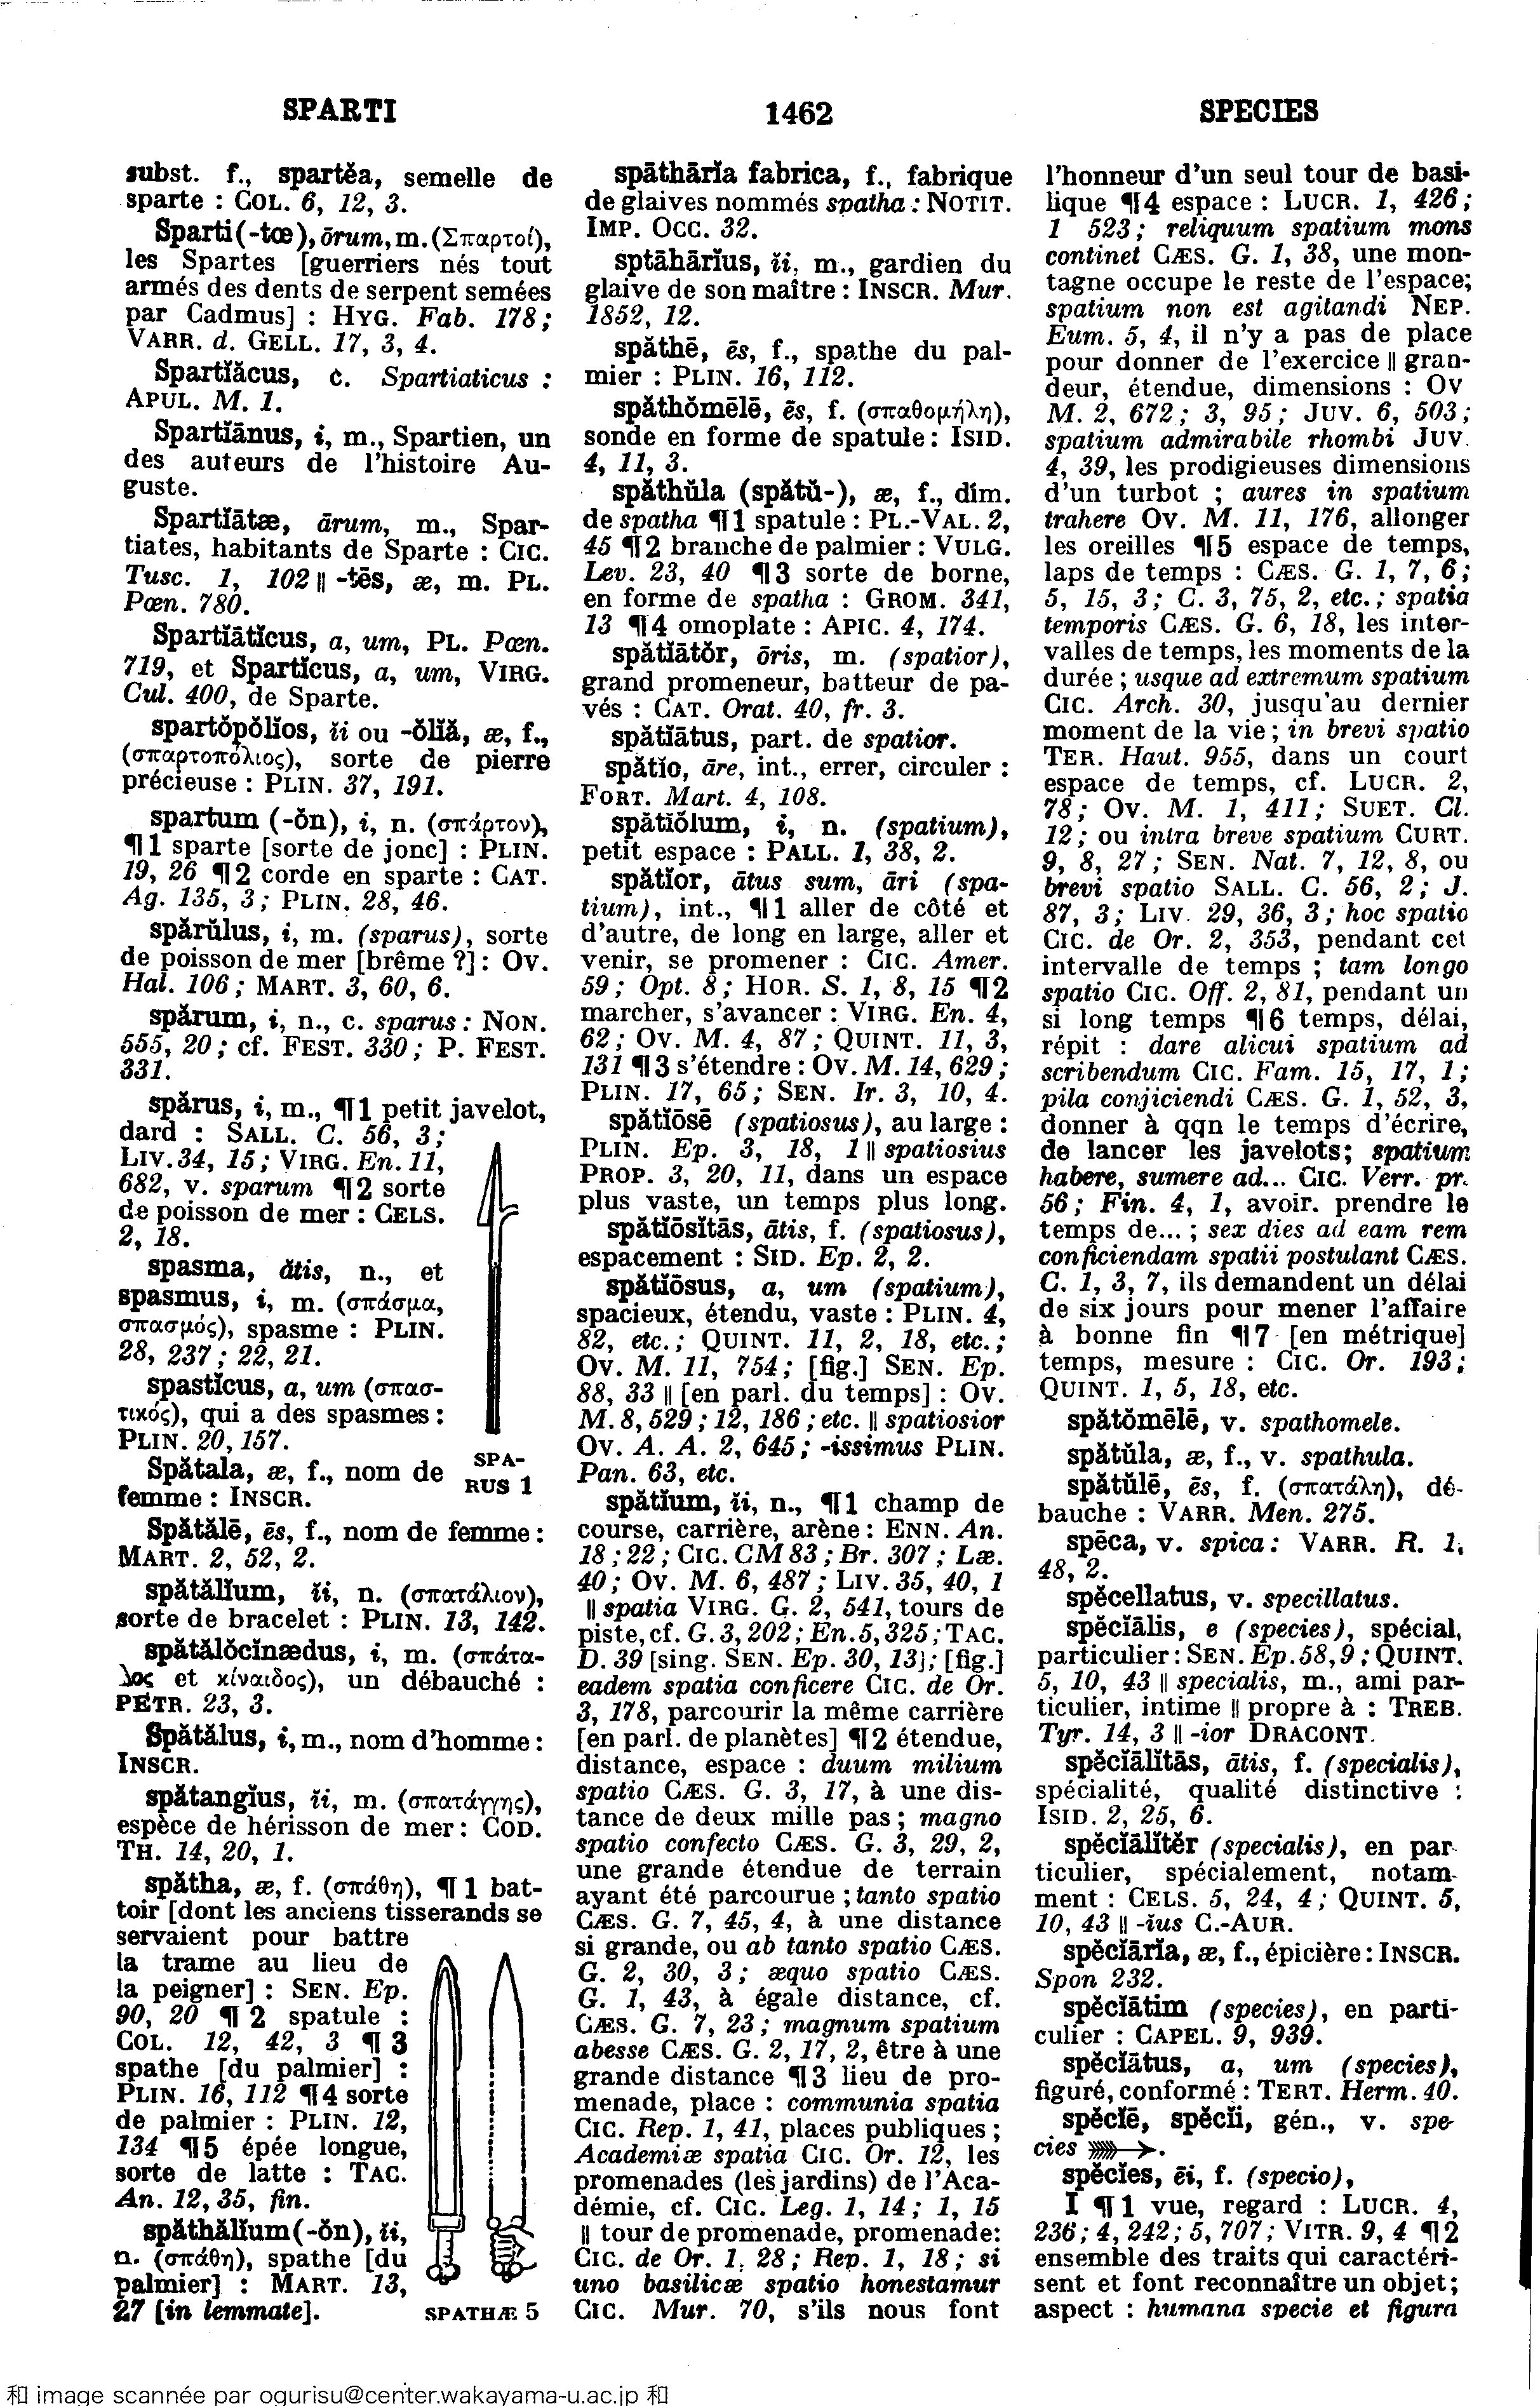 SPARTI
1462
SPECIES
subst. f., spartĕa, semelle de
sparte : COL. 6, 12, 3.
Sparti (-tœ), ōrum, m. (Σπαρτοί),
les Spartes [guerriers nés tout
armés des dents de serpent semées
par Cadmus] : HYG. Fab. 178 ;
VARR. d. GELL. 17, 3, 4.
Spartĭăcus, c. Spartiaticus :
APUL. M. 1.
Spartĭānus, i, m., Spartien, un
des auteurs de l'histoire Au-
guste.
Spartĭātæ, ārum, m., Spar-
tiates, habitants de Sparte : CIC.
Tusc. 1, 102 || -tēs, æ, m. PL.
Pœn. 780.
Spartĭātĭcus, a, um, PL. Pœn.
719, et Spartĭcus, a, um, VIRG.
Cul. 400, de Sparte.
spartŏpŏlĭos, ĭi ou -ŏlĭă, æ, f.,
(σπαρτοπόλιος), sorte de pierre
précieuse : PLIN. 37, 191.
spartum (-ŏn), i, n. (σπάρτον),
¶1 sparte [sorte de jonc] : PLIN.
19, 26 ¶2 corde en sparte : CAT.
Ag. 135, 3 ; PLIN. 28, 46.
spărŭlus, i, m. (sparus), sorte
de poisson de mer [brême ?] : OV.
Hal. 106 ; MART. 3, 60, 6.
spărum, i, n., c. sparus : NON.
555, 20 ; cf. FEST. 330 ; P. FEST.
331.
spărus, i, m., ¶1 petit javelot,
dard : SALL. C. 56, 3 ;
LIV. 34, 15 ; VIRG. En. 11,
682, v. sparum ¶2 sorte
de poisson de mer : CELS.
2, 18.
spasma, ătis, n., et
spasmus, i, m. (σπάσμα,
σπασμός), spasme : PLIN.
28, 237 ; 22, 21.
spastĭcus, a, um (σπασ-
τικός), qui a des spasmes :
PLIN. 20, 157.
SPA-
RUS 1
Spătala, æ, f., nom de
femme : INSCR.
Spătălē, ēs, f., nom de femme :
MART. 2, 52, 2.
spătălĭum, ĭi, n. (σπατάλιον),
sorte de bracelet : PLIN. 13, 142.
spătălŏcĭnædus, i, m. (σπάτα-
λος et κίναιδος), un débauché :
PETR. 23, 3.
Spătălus, i, m., nom d'homme :
INSCR.
spătangĭus, ĭi, m. (σπατάγγης),
espèce de hérisson de mer : COD.
TH. 14, 20, 1.
spătha, æ, f. (σπάθη), ¶1 bat-
toir [dont les anciens tisserands se
servaient pour battre
la trame au lieu de
la peigner] : SEN. Ep.
90, 20 ¶2 spatule :
COL. 12, 42, 3 ¶3
spathe [du palmier] :
PLIN. 16, 112 ¶4 sorte
de palmier : PLIN. 12,
134 ¶5 épée longue,
sorte de latte : TAC.
An. 12, 35, fin.
spăthălĭum (-ŏn), ĭi,
n. (σπάθη), spathe [du
palmier] : MART. 13,
27 [in lemmate].
SPATHÆ 5
spăthārĭa fabrica, f., fabrique
de glaives nommés spatha : NOTIT.
IMP. OCC. 32.
sptăhārĭus, ĭi, m., gardien du
glaive de son maître : INSCR. Mur.
1852, 12.
spăthē, ēs, f., spathe du pal-
mier : PLIN. 16, 112.
spăthŏmēlē, ēs, f. (σπαθομήλη),
sonde en forme de spatule : ISID.
4, 11, 3.
spăthŭla (spătŭ-), æ, f., dim.
de spatha ¶1 spatule : PL.-VAL. 2,
45 ¶2 branche de palmier : VULG.
Lev. 23, 40 ¶3 sorte de borne,
en forme de spatha : GROM. 341,
13 ¶4 omoplate : APIC. 4, 174.
spătĭātŏr, ōris, m. (spatior),
grand promeneur, batteur de pa-
vés : CAT. Orat. 40, fr. 3.
spătĭātus, part. de spatior.
spătĭo, āre, int., errer, circuler :
FORT. Mart. 4, 108.
spătĭŏlum, i, n. (spatium),
petit espace : PALL. 1, 38, 2.
spătĭor, ātus sum, āri (spa-
tium), int., ¶1 aller de côté et
d'autre, de long en large, aller et
venir, se promener : CIC. Amer.
59 ; Opt. 8 ; HOR. S. 1, 8, 15 ¶2
marcher, s'avancer : VIRG. En. 4,
62 ; OV. M. 4, 87 ; QUINT. 11, 3,
131 ¶3 s'étendre : OV. M. 14, 629 ;
PLIN. 17, 65 ; SEN. Ir. 3, 10, 4.
spătĭōsē (spatiosus), au large :
PLIN. Ep. 3, 18, 1 || spatiosius
PROP. 3, 20, 11, dans un espace
plus vaste, un temps plus long.
spătĭōsĭtās, ātis, f. (spatiosus),
espacement : SID. Ep. 2, 2.
spătĭōsus, a, um (spatium),
spacieux, étendu, vaste : PLIN. 4,
82, etc. ; QUINT. 11, 2, 18, etc. ;
OV. M. 11, 754 ; [fig.] SEN. Ep.
88, 33 || [en parl. du temps] : OV.
M. 8, 529 ; 12, 186 ; etc. || spatiosior
OV. A. A. 2, 645 ; -issimus PLIN.
Pan. 63, etc.
spătĭum, ĭi, n., ¶1 champ de
course, carrière, arène : ENN. An.
18 ; 22 ; CIC. CM 83 ; Br. 307 ; Læ.
40 ; OV. M. 6, 487 ; LIV. 35, 40, 1
|| spatia VIRG. G. 2, 541, tours de
piste, cf. G. 3, 202 ; En. 5, 325 ; TAC.
D. 39 [sing. SEN. Ep. 30, 13] ; [fig.]
eadem spatia conficere CIC. de Or.
3, 178, parcourir la même carrière
[en parl. de planètes] ¶2 étendue,
distance, espace : duum milium
spatio CÆS. G. 3, 17, à une dis-
tance de deux mille pas ; magno
spatio confecto CÆS. G. 3, 29, 2,
une grande étendue de terrain
ayant été parcourue ; tanto spatio
CÆS. G. 7, 45, 4, à une distance
si grande, ou ab tanto spatio CÆS.
G. 2, 30, 3 ; æquo spatio CÆS.
G. 1, 43, à égale distance, cf.
CÆS. G. 7, 23 ; magnum spatium
abesse CÆS. G. 2, 17, 2, être à une
grande distance ¶3 lieu de pro-
menade, place : communia spatia
CIC. Rep. 1, 41, places publiques ;
Academiæ spatia CIC. Or. 12, les
promenades (les jardins) de l'Aca-
démie, cf. CIC. Leg. 1, 14 ; 1, 15
|| tour de promenade, promenade :
CIC. de Or. 1, 28 ; Rep. 1, 18 ; si
uno basilicæ spatio honestamur
CIC. Mur. 70, s'ils nous font
l'honneur d'un seul tour de basi-
lique ¶4 espace : LUCR. 1, 426 ;
1 523 ; reliquum spatium mons
continet CÆS. G. 1, 38, une mon-
tagne occupe le reste de l'espace;
spatium non est agitandi NEP.
Eum. 5, 4, il n'y a pas de place
pour donner de l'exercice || gran-
deur, étendue, dimensions : OV
M. 2, 672 ; 3, 95 ; JUV. 6, 503 ;
spatium admirabile rhombi JUV.
4, 39, les prodigieuses dimensions
d'un turbot ; aures in spatium
trahere OV. M. 11, 176, allonger
les oreilles ¶5 espace de temps,
laps de temps : CÆS. G. 1, 7, 6 ;
5, 15, 3 ; C. 3, 75, 2, etc. ; spatia
temporis CÆS. G. 6, 18, les inter-
valles de temps, les moments de la
durée ; usque ad extremum spatium
CIC. Arch. 30, jusqu'au dernier
moment de la vie ; in brevi spatio
TER. Haut. 955, dans un court
espace de temps, cf. LUCR. 2,
78 ; OV. M. 1, 411 ; SUET. Cl.
12 ; ou intra breve spatium CURT.
9, 8, 27 ; SEN. Nat. 7, 12, 8, ou
brevi spatio SALL. C. 56, 2 ; J.
87, 3 ; LIV. 29, 36, 3 ; hoc spatio
CIC. de Or. 2, 353, pendant cet
intervalle de temps ; tam longo
spatio CIC. Off. 2, 81, pendant un
si long temps ¶6 temps, délai,
répit : dare alicui spatium ad
scribendum CIC. Fam. 15, 17, 1 ;
pila conjiciendi CÆS. G. 1, 52, 3,
donner à qqn le temps d'écrire,
de lancer les javelots; spatium
habere, sumere ad... CIC. Verr. pr.
56 ; Fin. 4, 1, avoir. prendre le
temps de... ; sex dies ad eam rem
conficiendam spatii postulant CÆS.
C. 1, 3, 7, ils demandent un délai
de six jours pour mener l'affaire
à bonne fin ¶7 [en métrique]
temps, mesure : CIC. Or. 193 ;
QUINT. 1, 5, 18, etc.
spătŏmēlē, v. spathomele.
spătŭla, æ, f., v. spathula.
spătŭlē, ēs, f. (σπατάλη), dé-
bauche : VARR. Men. 275.
spēca, v. spica : VARR. R. 1,
48, 2.
spĕcellatus, v. specillatus.
spĕcĭālis, e (species), spécial,
particulier : SEN. Ep. 58, 9 ; QUINT.
5, 10, 43 || specialis, m., ami par-
ticulier, intime || propre à : TREB.
Tyr. 14, 3 || -ior DRACONT.
spĕcĭālĭtās, ātis, f. (specialis),
spécialité, qualité distinctive :
ISID. 2, 25, 6.
spĕcĭālĭtĕr (specialis), en par-
ticulier, spécialement, notam-
ment : CELS. 5, 24, 4 ; QUINT. 5,
10, 43 || -ius C.-AUR.
spĕcĭārĭa, æ, f., épicière : INSCR.
Spon 232.
spĕcĭātim (species), en parti-
culier : CAPEL. 9, 939.
spĕcĭātus, a, um (species),
figuré, conformé : TERT. Herm. 40.
spĕcĭē, spĕcĭi, gén., v. spe-
cies ➳.
spĕcĭes, ēi, f. (specio),
I ¶1 vue, regard : LUCR. 4,
236 ; 4, 242 ; 5, 707 ; VITR. 9, 4 ¶2
ensemble des traits qui caractéri-
sent et font reconnaître un objet ;
aspect : humana specie et figura
和 image scannée par ogurisu@center.wakayama-u.ac.jp 和